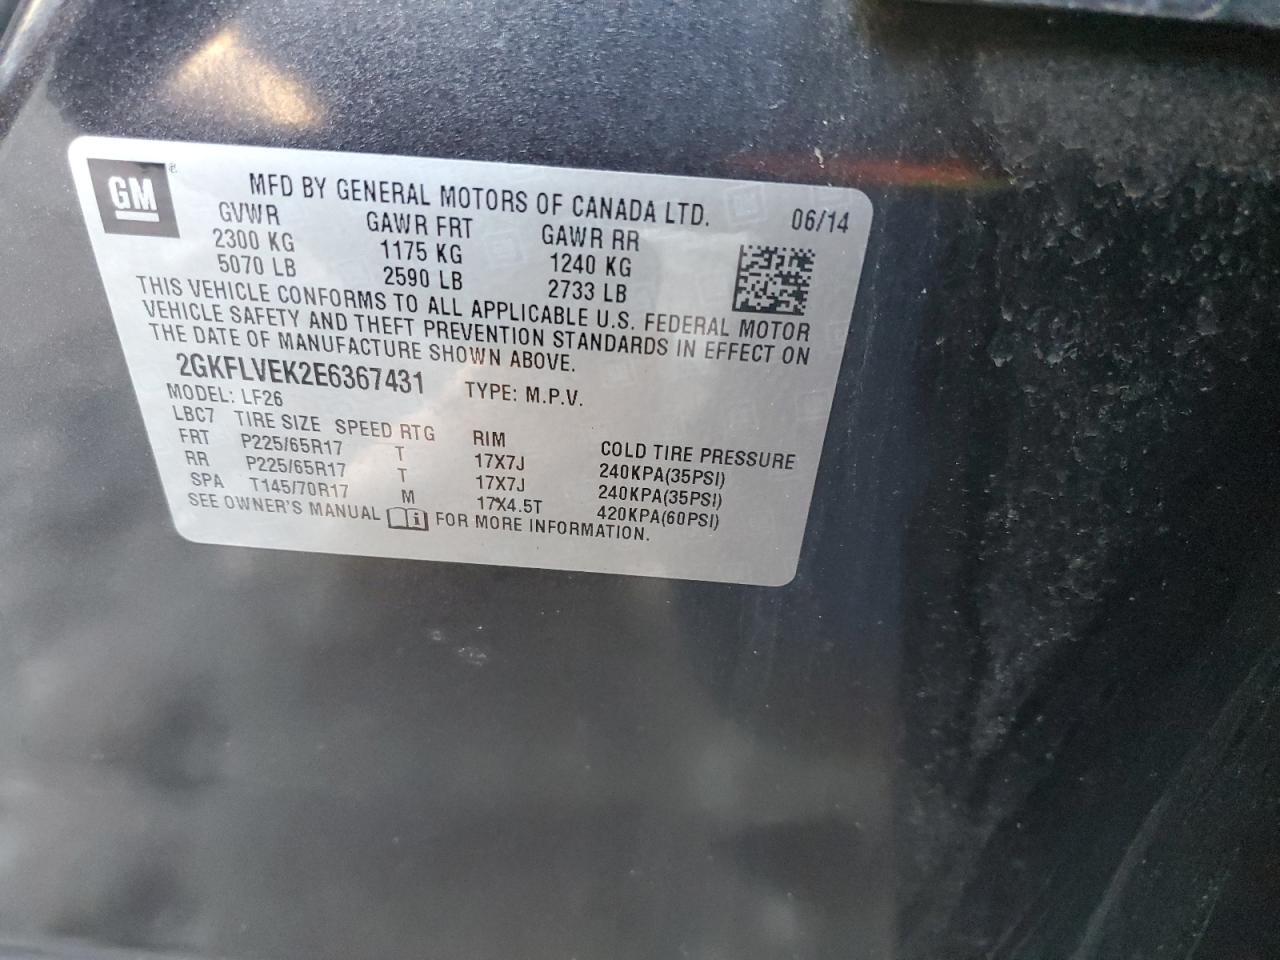 GM ®
MFD BY GENERAL MOTORS OF CANADA LTD. 06/14
GVWR GAWR FRT GAWR RR
2300 KG 1175 KG 1240 KG
5070 LB 2590 LB 2733 LB
THIS VEHICLE CONFORMS TO ALL APPLICABLE U.S. FEDERAL MOTOR
VEHICLE SAFETY AND THEFT PREVENTION STANDARDS IN EFFECT ON
THE DATE OF MANUFACTURE SHOWN ABOVE.
2GKFLVEK2E6367431 TYPE: M.P.V.
MODEL: LF26
LBC7 TIRE SIZE SPEED RTG RIM COLD TIRE PRESSURE
FRT P225/65R17 T 17X7J 240KPA(35PSI)
RR P225/65R17 T 17X7J 240KPA(35PSI)
SPA T145/70R17 M 17X4.5T 420KPA(60PSI)
SEE OWNER'S MANUAL i FOR MORE INFORMATION.